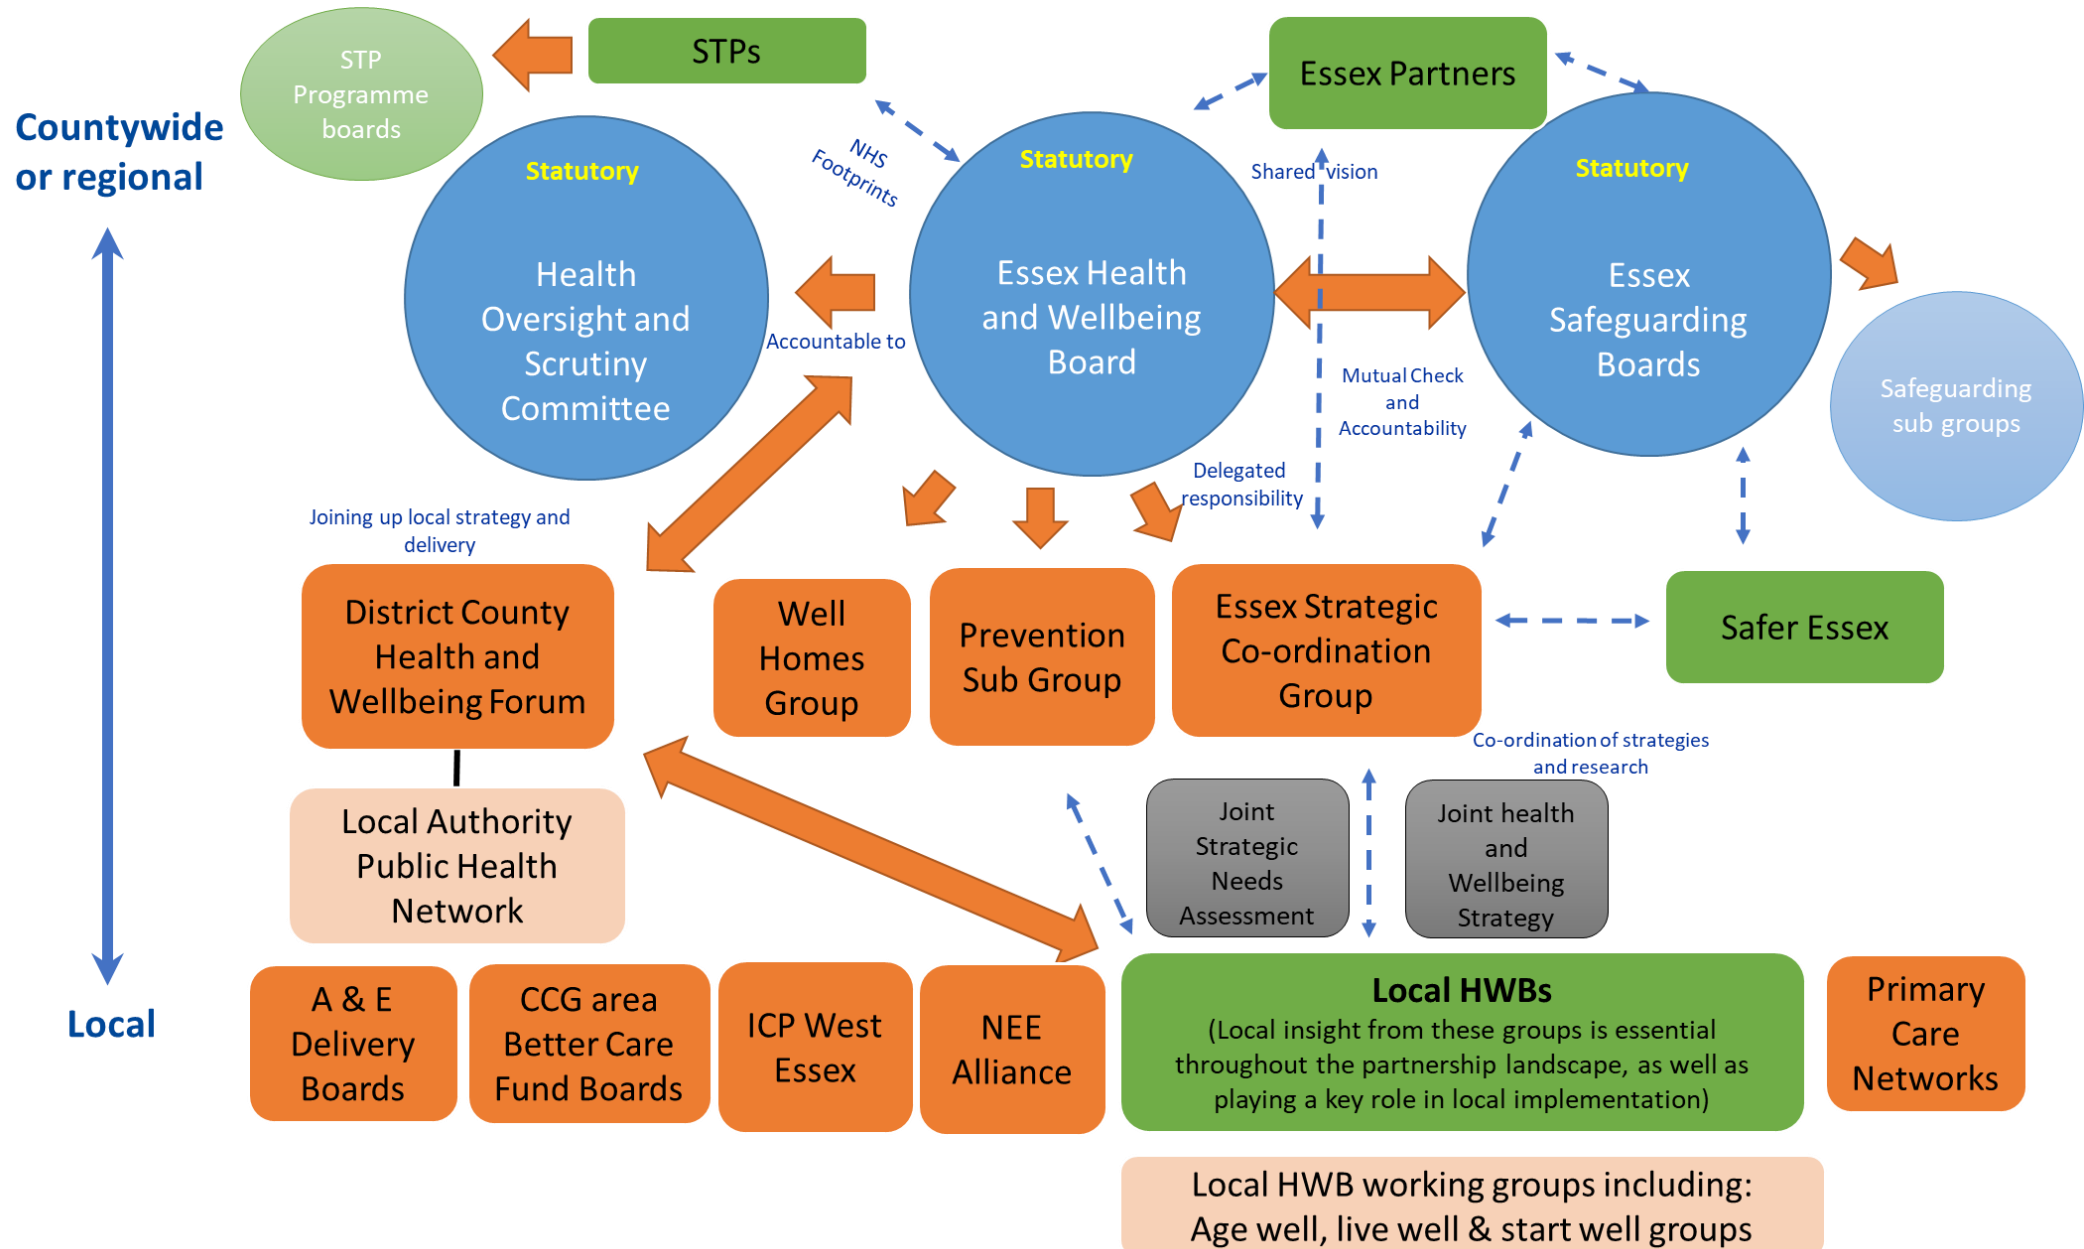 STP
Programme
boards
STPs
Essex Partners
Countywide
or regional
Statutory
Health
Oversight and
Scrutiny
Committee
NHS
Footprints
Statutory
Essex Health
and Wellbeing
Board
Shared vision
Statutory
Essex
Safeguarding
Boards
Accountable to
Mutual Check
and
Accountability
Safeguarding
sub groups
Delegated
responsibility
Joining up local strategy and
delivery
District County
Health and
Wellbeing Forum
Well
Homes
Group
Prevention
Sub Group
Essex Strategic
Co-ordination
Group
Safer Essex
Co-ordination of strategies
and research
Local Authority
Public Health
Network
Joint
Strategic
Needs
Assessment
Joint health
and
Wellbeing
Strategy
Local
A & E
Delivery
Boards
CCG area
Better Care
Fund Boards
ICP West
Essex
NEE
Alliance
Local HWBs
(Local insight from these groups is essential
throughout the partnership landscape, as well as
playing a key role in local implementation)
Primary
Care
Networks
Local HWB working groups including:
Age well, live well & start well groups